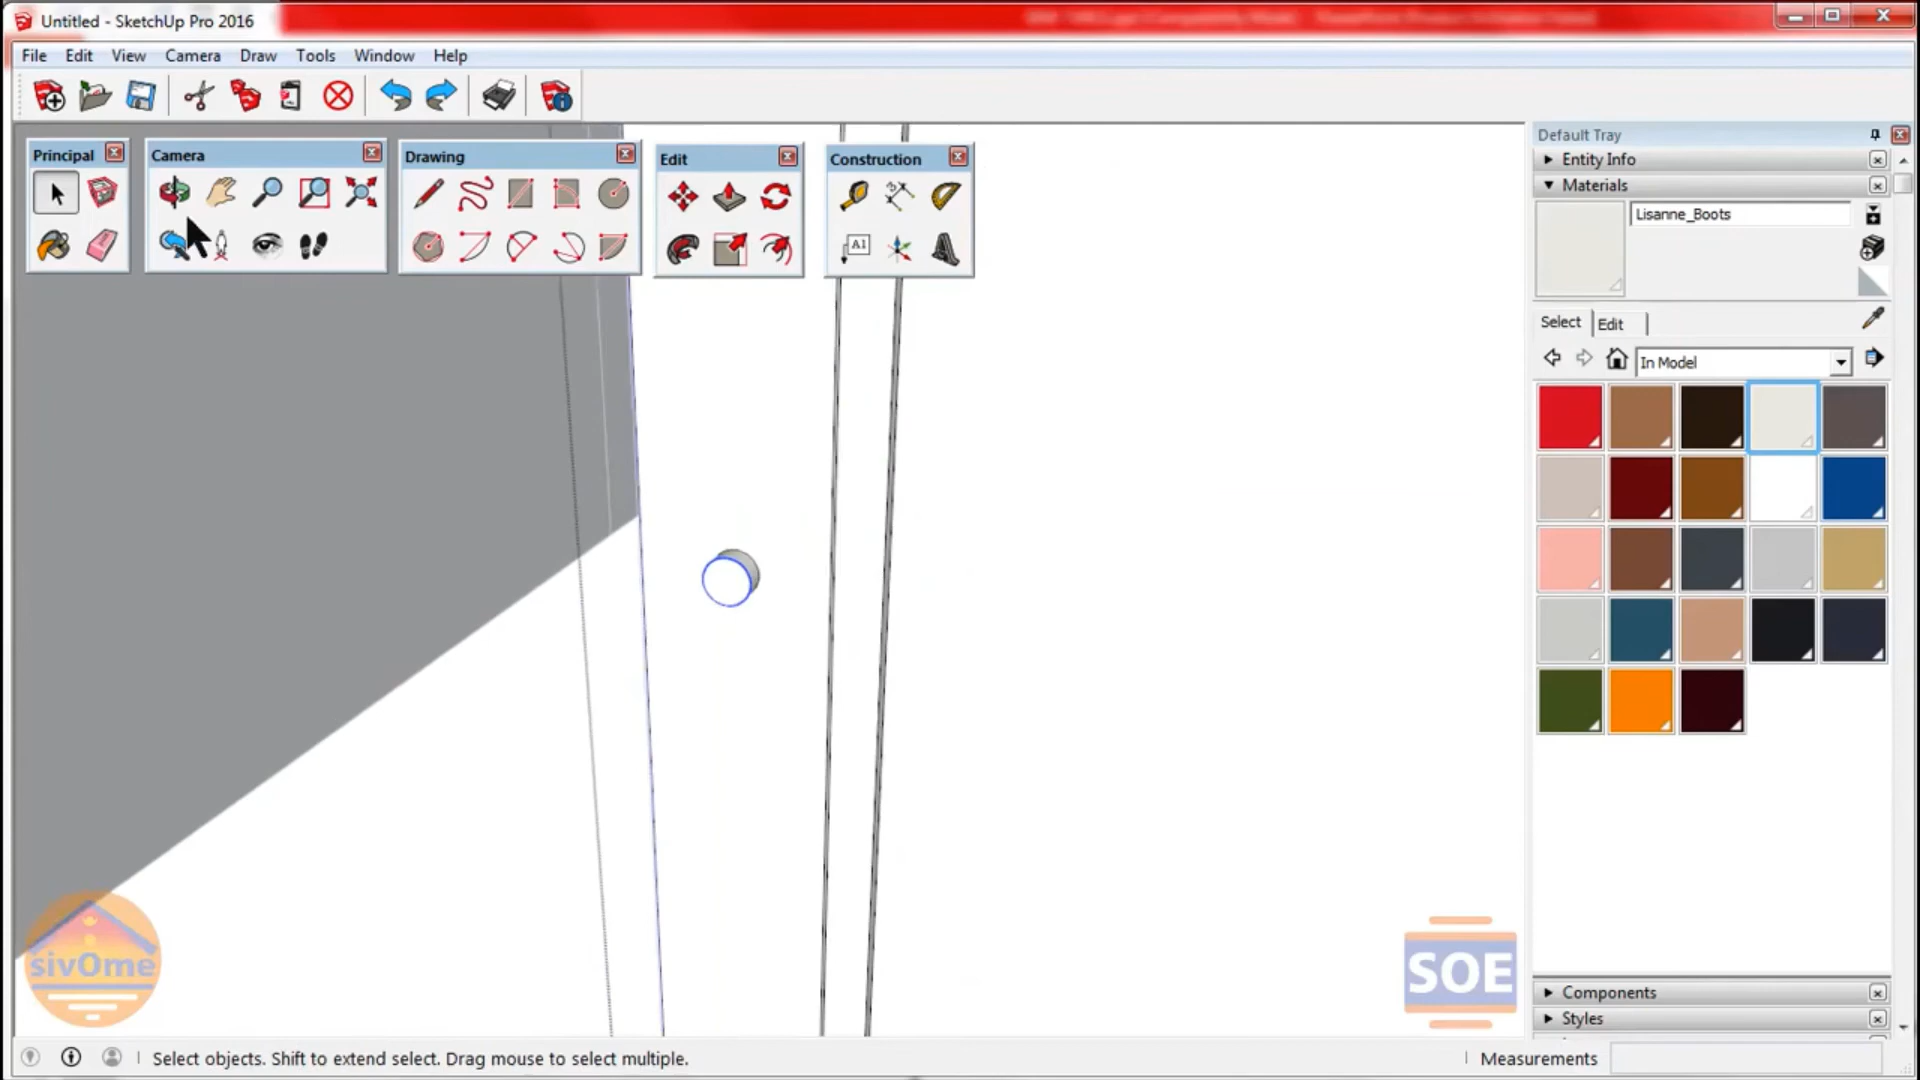 Untitled - SketchUp Pro 2016
File Edit View Camera Draw Tools Window Help
Principal
Camera
Drawing
Edit
Construction
A1
Default Tray
Entity Info
Materials
Lisanne_Boots
Select Edit
In Model
Components
Styles
sivOme
SOE
Select objects. Shift to extend select. Drag mouse to select multiple.
Measurements